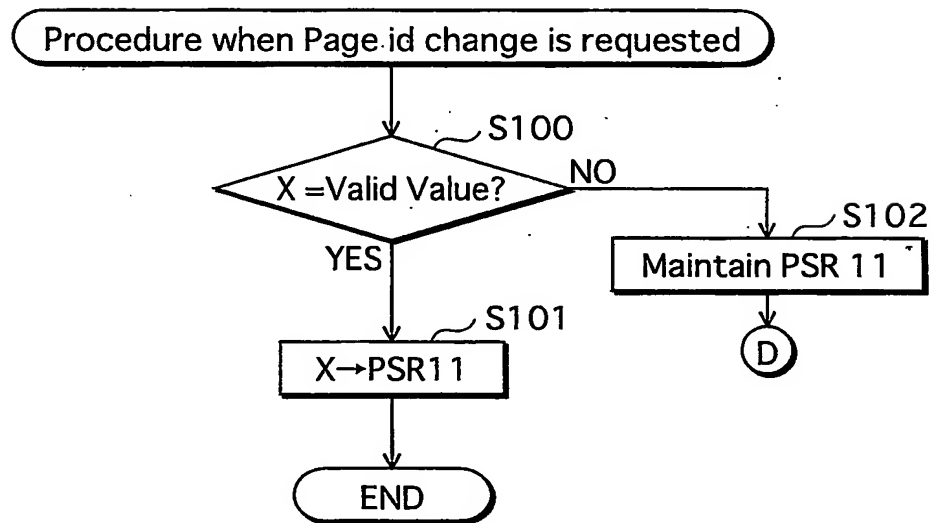 Procedure when Page id change is requested
S100
X =Valid Value?
NO
S102
YES
Maintain PSR 11
S101
D
X→PSR11
END